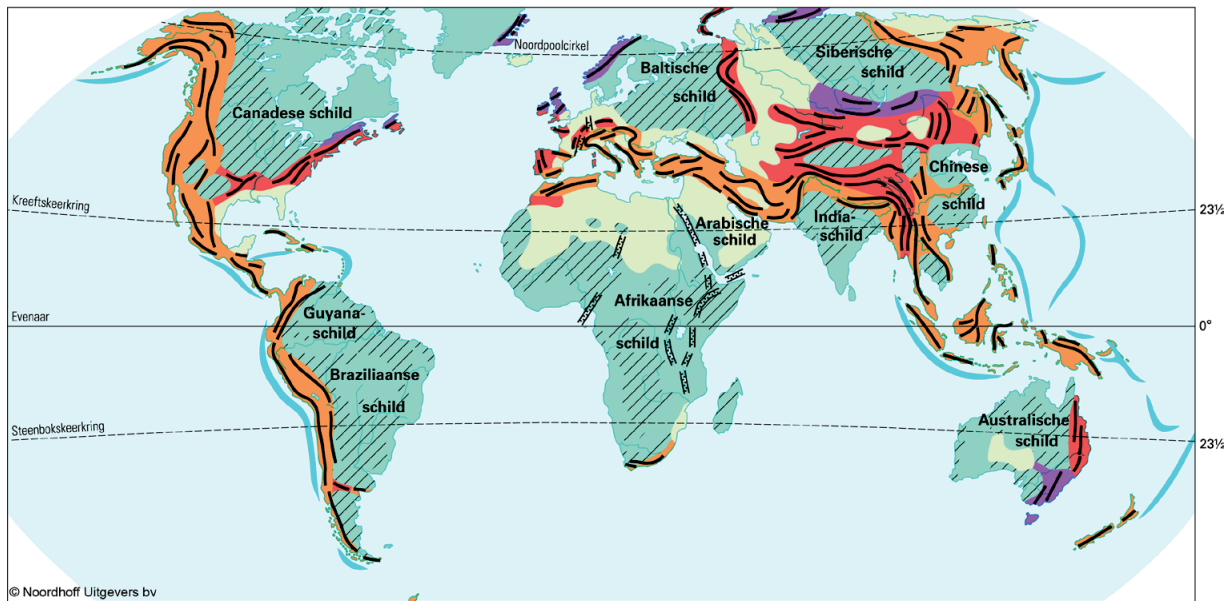 Noordpoolcirkel
Siberische
schild
Baltische
schild
Canadese schild
Chinese
schild
Kreeftskeerkring
23½
India-
schild
Arabische
schild
Afrikaanse
schild
Guyana-
schild
Evenaar
0°
Braziliaanse
schild
Australische
schild
Steenbokskeerkring
23½
© Noordhoff Uitgevers bv